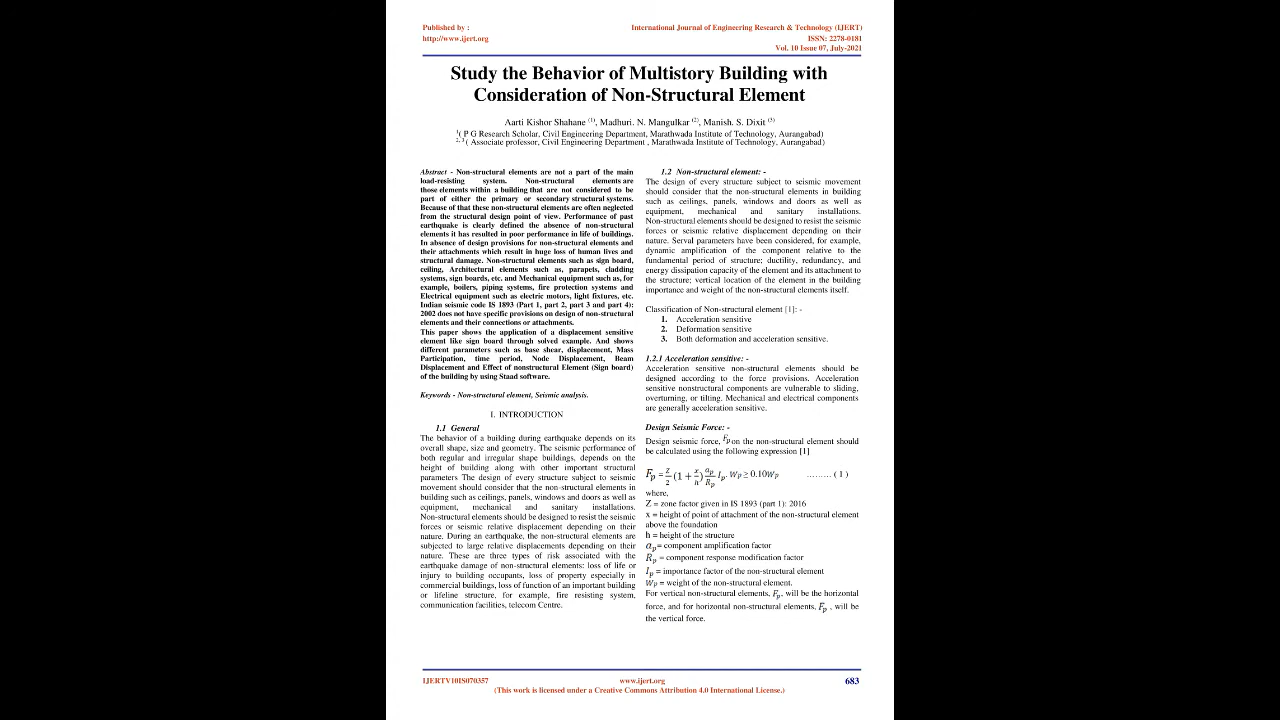 Published by :
http://www.ijert.org
International Journal of Engineering Research & Technology (IJERT)
ISSN: 2278-0181
Vol. 10 Issue 07, July-2021
Study the Behavior of Multistory Building with
Consideration of Non-Structural Element
Aarti Kishor Shahane (1), Madhuri. N. Mangulkar (2), Manish. S. Dixit (3)
1( P G Research Scholar, Civil Engineering Department, Marathwada Institute of Technology, Aurangabad)
2, 3 ( Associate professor, Civil Engineering Department , Marathwada Institute of Technology, Aurangabad)
Abstract - Non-structural elements are not a part of the main
load-resisting system. Non-structural elements are
those elements within a building that are not considered to be
part of either the primary or secondary structural systems.
Because of that these non-structural elements are often neglected
from the structural design point of view. Performance of past
earthquake is clearly defined the absence of non-structural
elements it has resulted in poor performance in life of buildings.
In absence of design provisions for non-structural elements and
their attachments which result in huge loss of human lives and
structural damage. Non-structural elements such as sign board,
ceiling, Architectural elements such as, parapets, cladding
systems, sign boards, etc. and Mechanical equipment such as, for
example, boilers, piping systems, fire protection systems and
Electrical equipment such as electric motors, light fixtures, etc.
Indian seismic code IS 1893 (Part 1, part 2, part 3 and part 4):
2002 does not have specific provisions on design of non-structural
elements and their connections or attachments.
This paper shows the application of a displacement sensitive
element like sign board through solved example. And shows
different parameters such as base shear, displacement, Mass
Participation, time period, Node Displacement, Beam
Displacement and Effect of nonstructural Element (Sign board)
of the building by using Staad software.
Keywords - Non-structural element, Seismic analysis.
I. INTRODUCTION
1.1 General
The behavior of a building during earthquake depends on its
overall shape, size and geometry. The seismic performance of
both regular and irregular shape buildings, depends on the
height of building along with other important structural
parameters The design of every structure subject to seismic
movement should consider that the non-structural elements in
building such as ceilings, panels, windows and doors as well as
equipment, mechanical and sanitary installations.
Non-structural elements should be designed to resist the seismic
forces or seismic relative displacement depending on their
nature. During an earthquake, the non-structural elements are
subjected to large relative displacements depending on their
nature. These are three types of risk associated with the
earthquake damage of non-structural elements: loss of life or
injury to building occupants, loss of property especially in
commercial buildings, loss of function of an important building
or lifeline structure, for example, fire resisting system,
communication facilities, telecom Centre.
1.2 Non-structural element: -
The design of every structure subject to seismic movement
should consider that the non-structural elements in building
such as ceilings, panels, windows and doors as well as
equipment, mechanical and sanitary installations.
Non-structural elements should be designed to resist the seismic
forces or seismic relative displacement depending on their
nature. Serval parameters have been considered, for example,
dynamic amplification of the component relative to the
fundamental period of structure; ductility, redundancy, and
energy dissipation capacity of the element and its attachment to
the structure; vertical location of the element in the building
importance and weight of the non-structural elements itself.
Classification of Non-structural element [1]: -
1. Acceleration sensitive
2. Deformation sensitive
3. Both deformation and acceleration sensitive.
1.2.1 Acceleration sensitive: -
Acceleration sensitive non-structural elements should be
designed according to the force provisions. Acceleration
sensitive nonstructural components are vulnerable to sliding,
overturning, or tilting. Mechanical and electrical components
are generally acceleration sensitive.
Design Seismic Force: -
Design seismic force, Fp on the non-structural element should
be calculated using the following expression [1]
Fp = Z/2 (1 + x/h) ap/Rp Ip. Wp ≥ 0.10Wp ......... ( 1 )
where,
Z = zone factor given in IS 1893 (part 1): 2016
x = height of point of attachment of the non-structural element
above the foundation
h = height of the structure
ap = component amplification factor
Rp = component response modification factor
Ip = importance factor of the non-structural element
Wp = weight of the non-structural element.
For vertical non-structural elements, Fp, will be the horizontal
force, and for horizontal non-structural elements, Fp , will be
the vertical force.
IJERTV10IS070357
www.ijert.org
683
(This work is licensed under a Creative Commons Attribution 4.0 International License.)